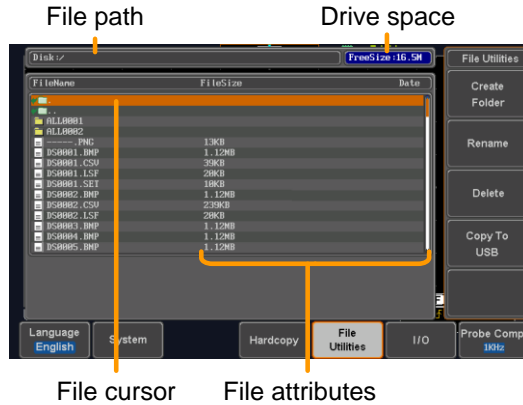 File path Drive space
Disk:/ FreeSize:16.5M File Utilities
FileName FileSize Date
.
..
ALL0001
ALL0002
-----.PNG 13KB
DS0001.BMP 1.12MB
DS0001.CSV 39KB
DS0001.LSF 20KB
DS0001.SET 10KB
DS0002.BMP 1.12MB
DS0002.CSV 239KB
DS0002.LSF 20KB
DS0003.BMP 1.12MB
DS0004.BMP 1.12MB
DS0005.BMP 1.12MB
Create
Folder
Rename
Delete
Copy To
USB
Language
English
System
Hardcopy
File
Utilities
I/O
Probe Comp
1KHz
File cursor File attributes